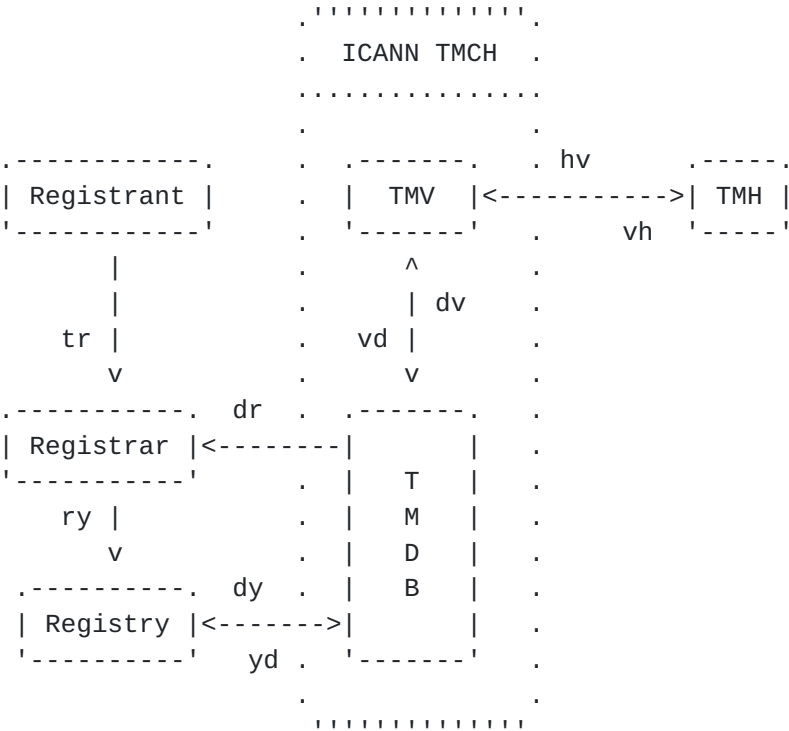 ICANN TMCH
hv
Registrant TMV TMH
vh
dv
tr vd
v v
dr
Registrar
T
ry M
v D
dy B
Registry
yd